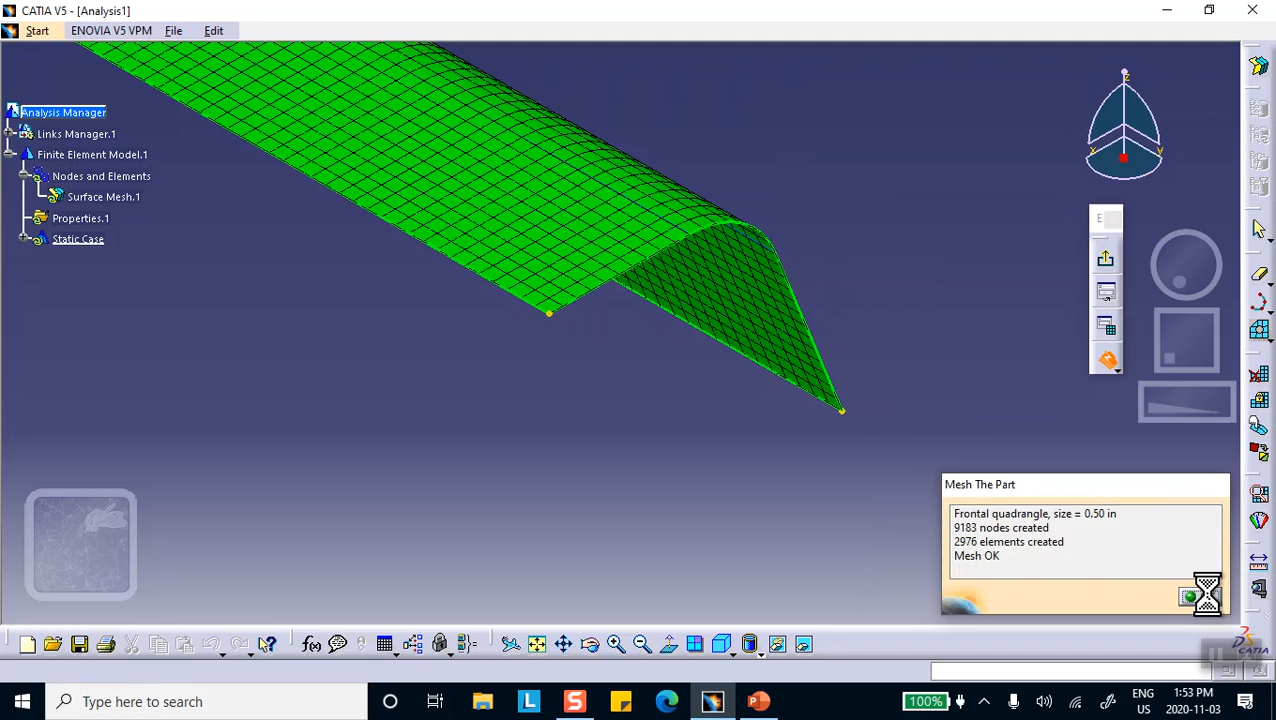 CATIA V5 - [Analysis1]
Start ENOVIA V5 VPM File Edit
Analysis Manager
Links Manager.1
Finite Element Model.1
Nodes and Elements
Surface Mesh.1
Properties.1
Static Case
z
x
y
E
Mesh The Part
Frontal quadrangle, size = 0.50 in
9183 nodes created
2976 elements created
Mesh OK
f(x)
CATIA
Type here to search
L
S
P
100%
ENG
US
1:53 PM
2020-11-03